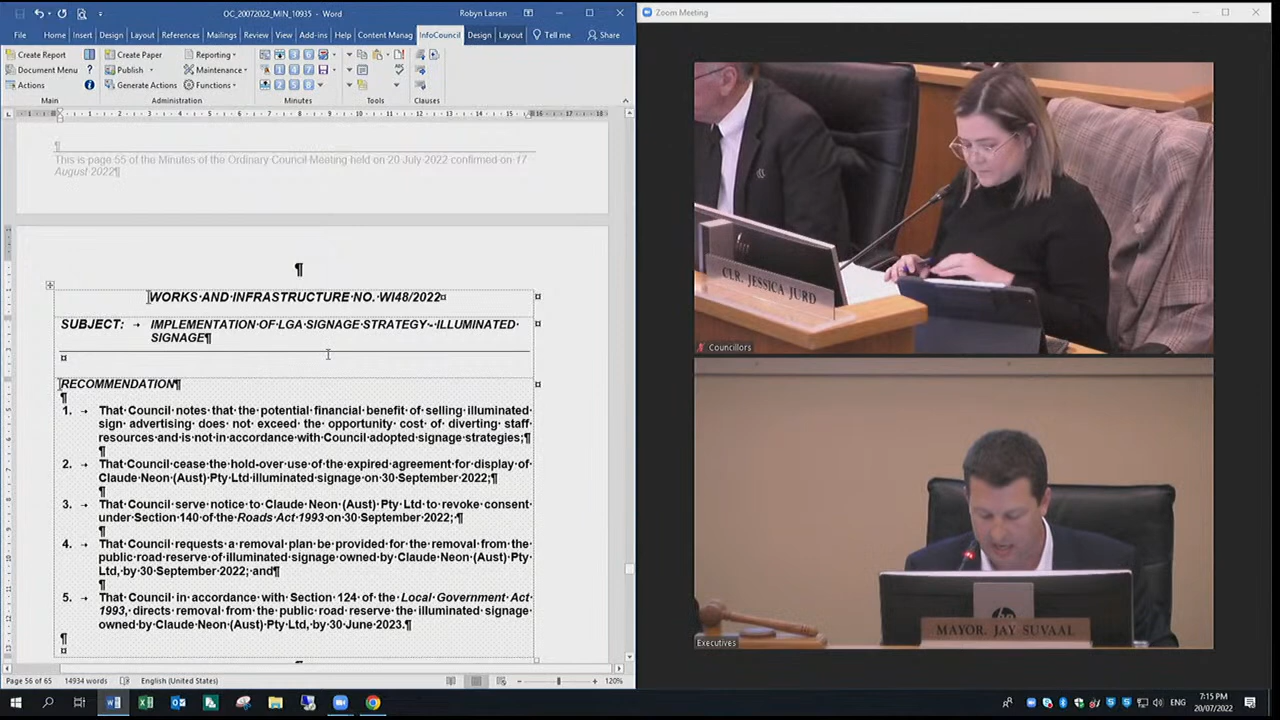 OC_20072022_MIN_10935 - Word
Robyn Larsen
Zoom Meeting
File Home Insert Design Layout References Mailings Review View Add-ins Help Content Manag InfoCouncil Design Layout Tell me Share
Create Report Create Paper Reporting
Document Menu Publish Maintenance
Actions Generate Actions Functions
Main Administration Minutes Tools Clauses
This is page 55 of the Minutes of the Ordinary Council Meeting held on 20 July 2022 confirmed on 17
August 2022¶
¶
WORKS AND INFRASTRUCTURE NO. WI48/2022
SUBJECT: IMPLEMENTATION OF LGA SIGNAGE STRATEGY - ILLUMINATED
SIGNAGE¶
RECOMMENDATION¶
1. That Council notes that the potential financial benefit of selling illuminated
sign advertising does not exceed the opportunity cost of diverting staff
resources and is not in accordance with Council adopted signage strategies;¶
2. That Council cease the hold-over use of the expired agreement for display of
Claude Neon (Aust) Pty Ltd illuminated signage on 30 September 2022;¶
3. That Council serve notice to Claude Neon (Aust) Pty Ltd to revoke consent
under Section 140 of the Roads Act 1993 on 30 September 2022; ¶
4. That Council requests a removal plan be provided for the removal from the
public road reserve of illuminated signage owned by Claude Neon (Aust) Pty
Ltd, by 30 September 2022; and¶
5. That Council in accordance with Section 124 of the Local Government Act
1993, directs removal from the public road reserve the illuminated signage
owned by Claude Neon (Aust) Pty Ltd, by 30 June 2023.¶
Page 56 of 65 14934 words English (United States) 120%
CLR. JESSICA JURD
Councillors
MAYOR. JAY SUVAAL
Executives
ENG
7:15 PM
20/07/2022